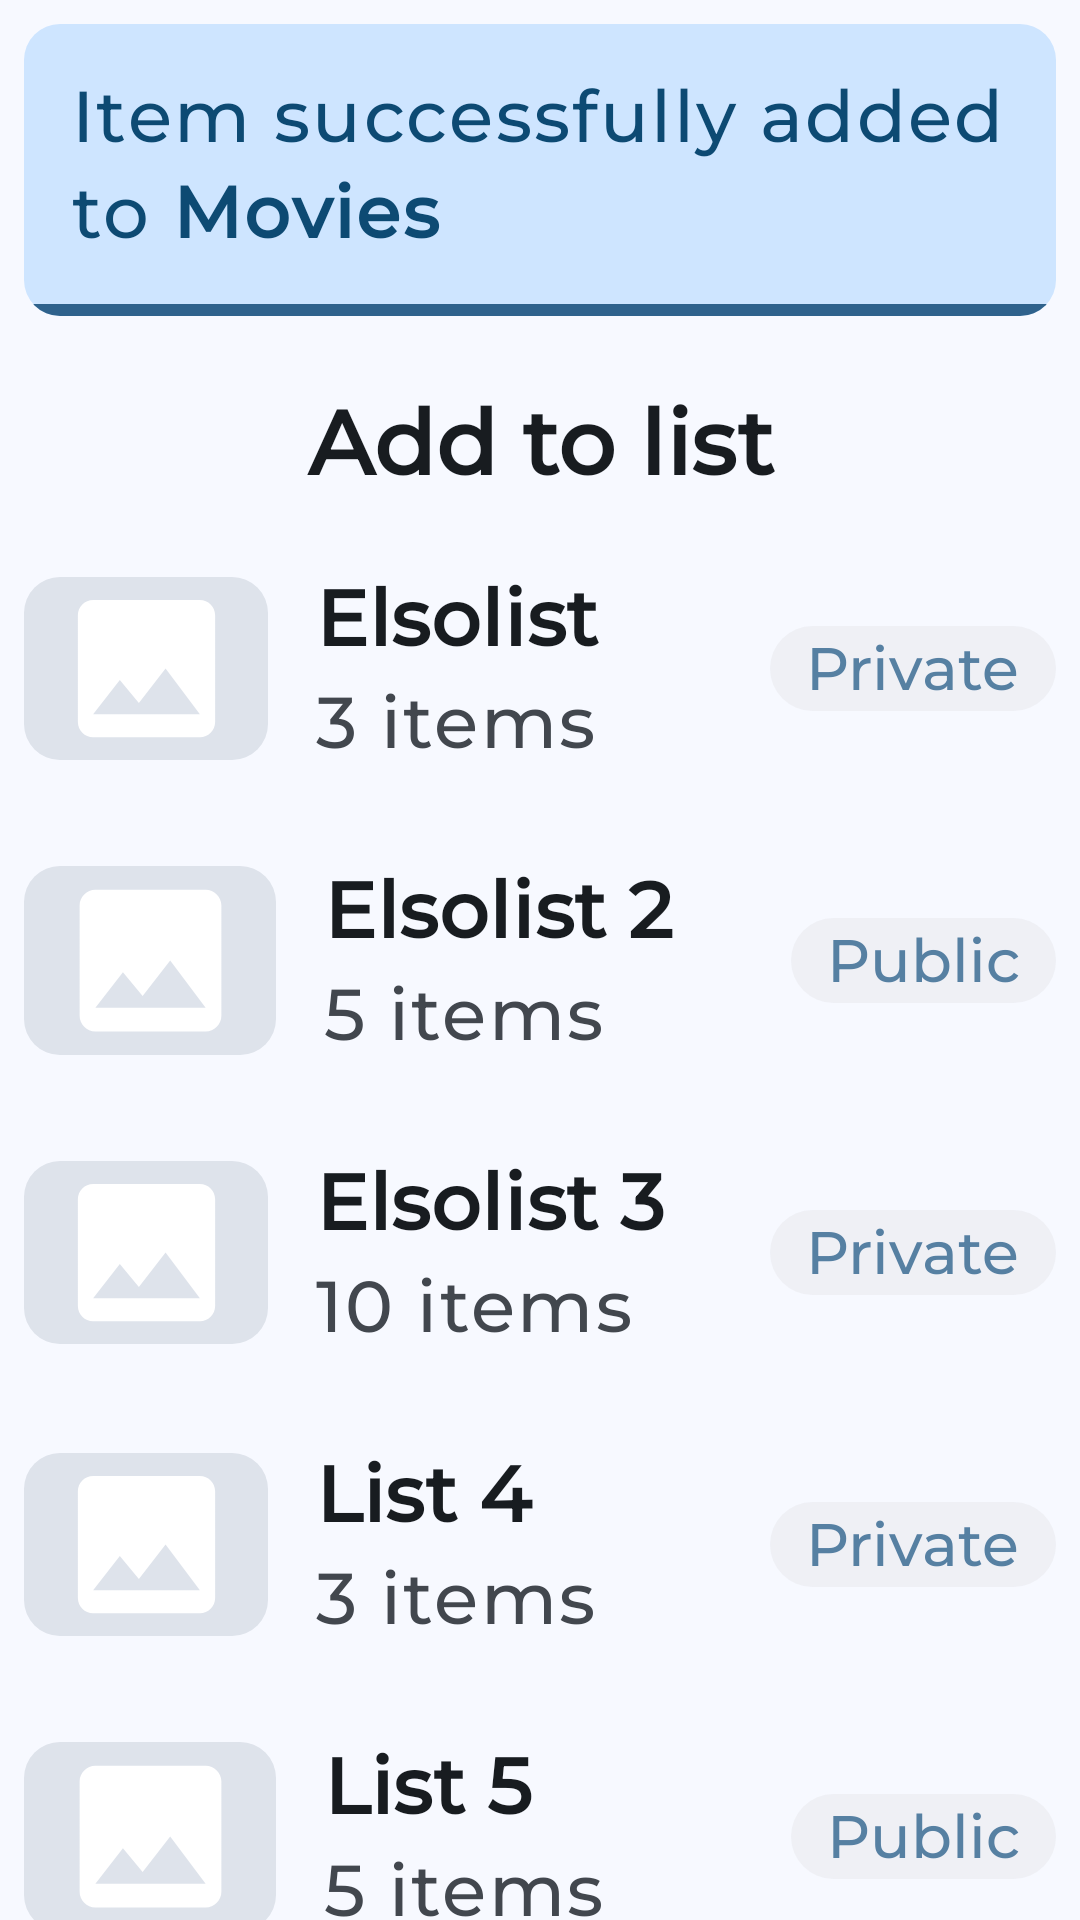 Item successfully added
to Movies
Add to list
Elsolist
3 items
Private
Elsolist 2
5 items
Public
Elsolist 3
10 items
Private
List 4
3 items
Private
List 5
5 items
Public